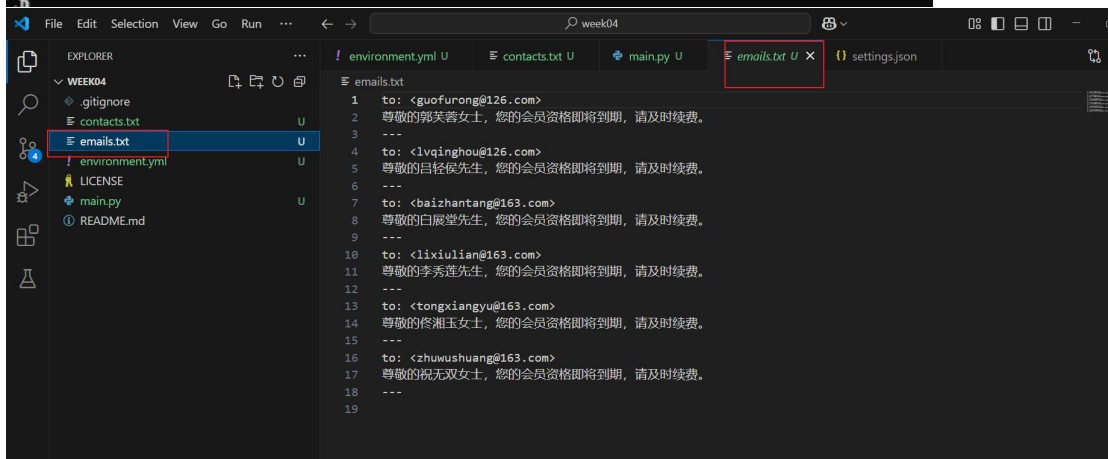 File Edit Selection View Go Run ··· week04
EXPLORER ···
WEEK04
.gitignore
contacts.txt U
emails.txt U
environment.yml U
LICENSE
main.py U
README.md
4
! environment.yml U contacts.txt U main.py U emails.txt U {} settings.json
emails.txt
1 to: <guofurong@126.com>
2 尊敬的郭芙蓉女士，您的会员资格即将到期，请及时续费。
3 ---
4 to: <lvqinghou@126.com>
5 尊敬的吕轻侯先生，您的会员资格即将到期，请及时续费。
6 ---
7 to: <baizhantang@163.com>
8 尊敬的白展堂先生，您的会员资格即将到期，请及时续费。
9 ---
10 to: <lixiulian@163.com>
11 尊敬的李秀莲先生，您的会员资格即将到期，请及时续费。
12 ---
13 to: <tongxiangyu@163.com>
14 尊敬的佟湘玉女士，您的会员资格即将到期，请及时续费。
15 ---
16 to: <zhuwushuang@163.com>
17 尊敬的祝无双女士，您的会员资格即将到期，请及时续费。
18 ---
19